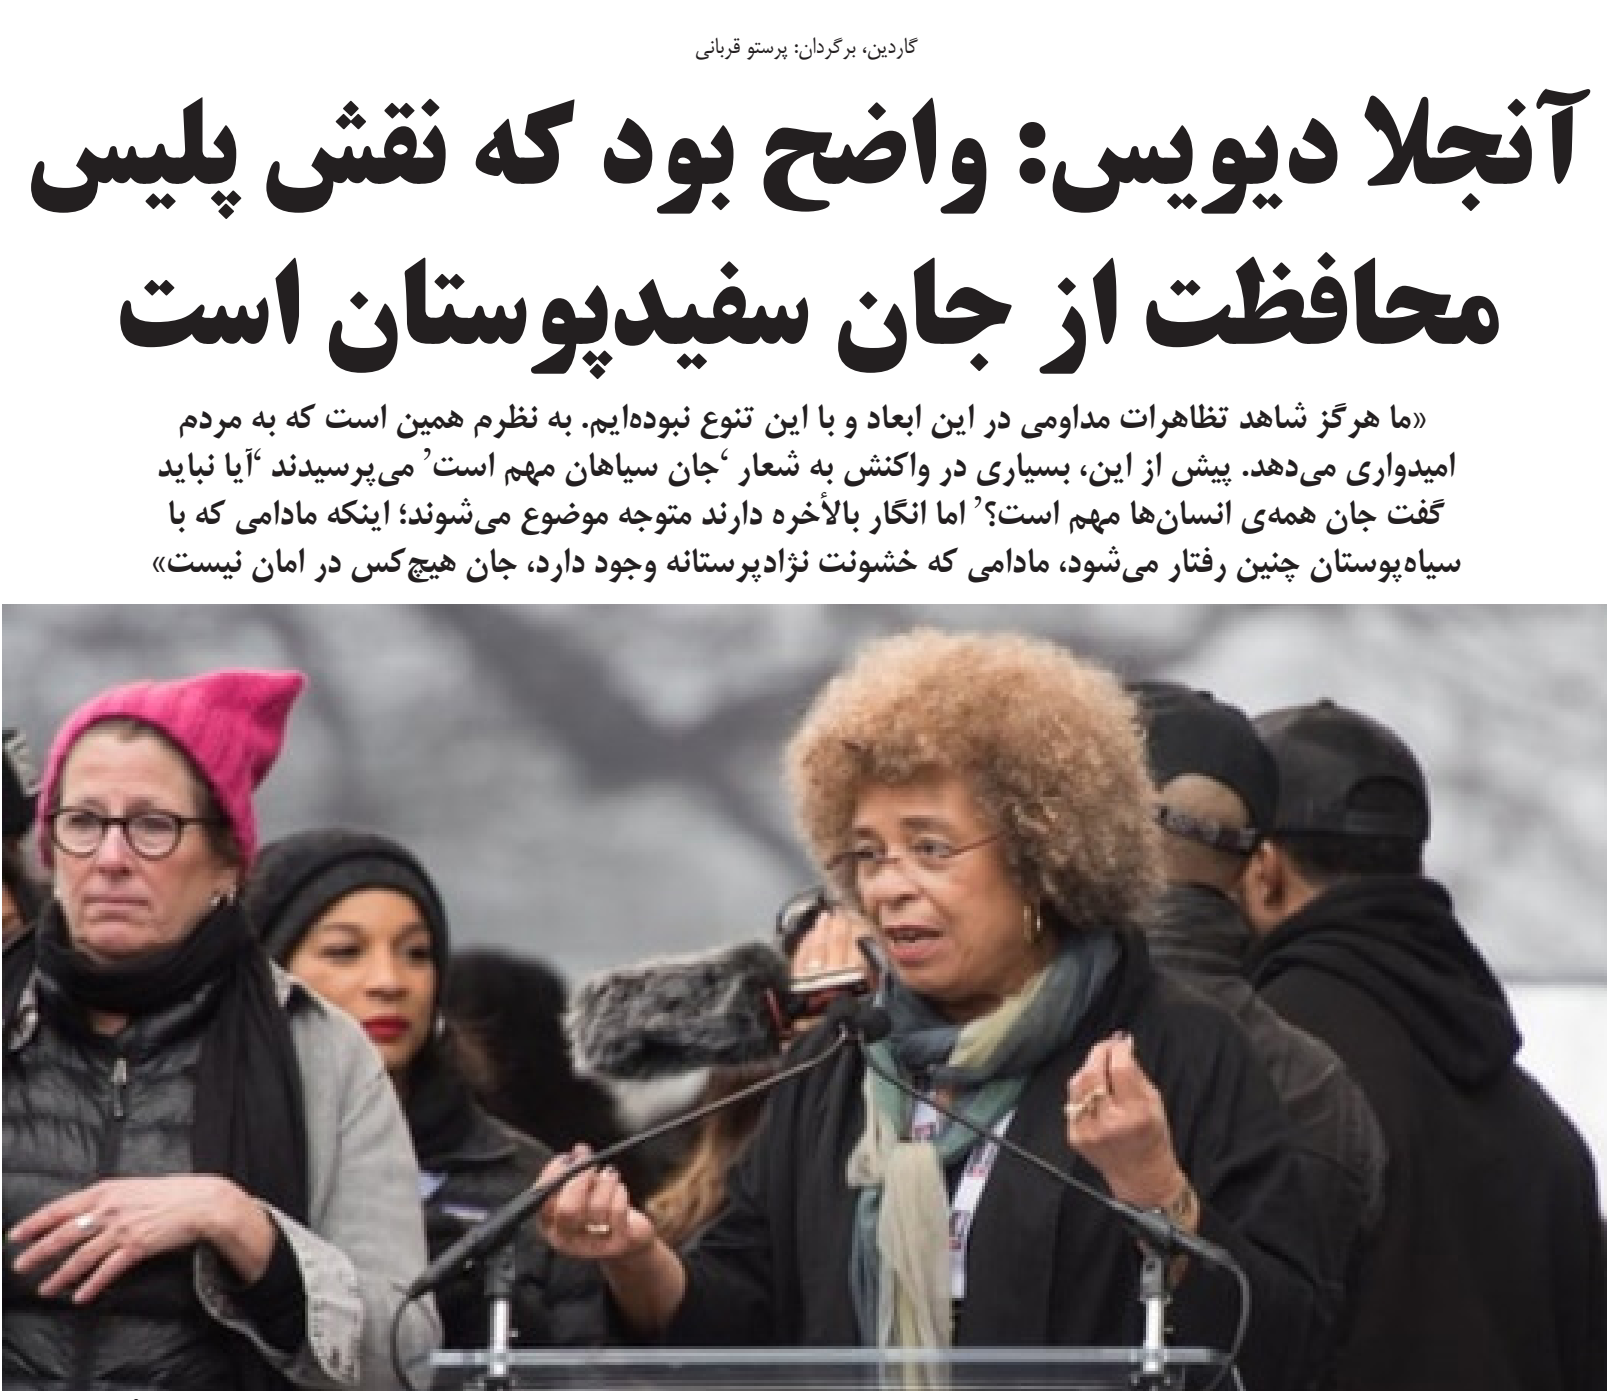 گاردین، برگردان: پرستو قربانی
آنجلا دیویس: واضح بود که نقش پلیس
محافظت از جان سفیدپوستان است
«ما هرگز شاهد تظاهرات مداومی در این ابعاد و با این تنوع نبوده‌ایم. به نظرم همین است که به مردم
امیدواری می‌دهد. پیش از این، بسیاری در واکنش به شعار ‘جان سیاهان مهم است’ می‌پرسیدند ‘آیا نباید
گفت جان همه‌ی انسان‌ها مهم است؟’ اما انگار بالأخره دارند متوجه موضوع می‌شوند؛ اینکه مادامی که با
سیاه‌پوستان چنین رفتار می‌شود، مادامی که خشونت نژادپرستانه وجود دارد، جان هیچ‌کس در امان نیست»